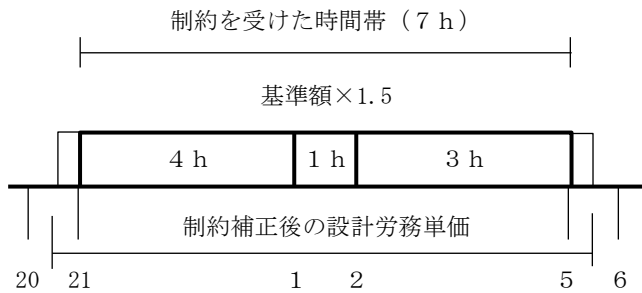 制約を受けた時間帯（７ｈ）
基準額×1.5
４ｈ １ｈ ３ｈ
制約補正後の設計労務単価
20 21 1 2 5 6